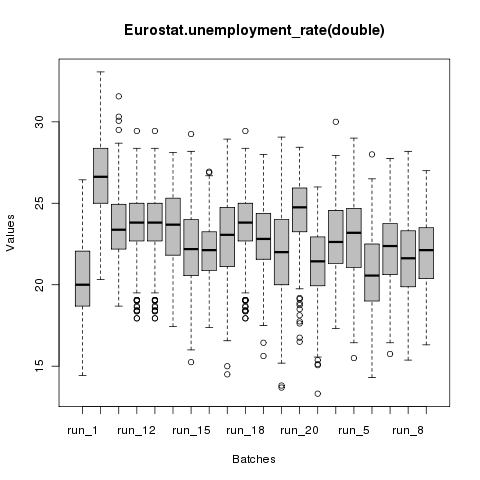 Eurostat.unemployment_rate(double)
Values
30
25
20
15
run_1 run_12 run_15 run_18 run_20 run_5 run_8
Batches